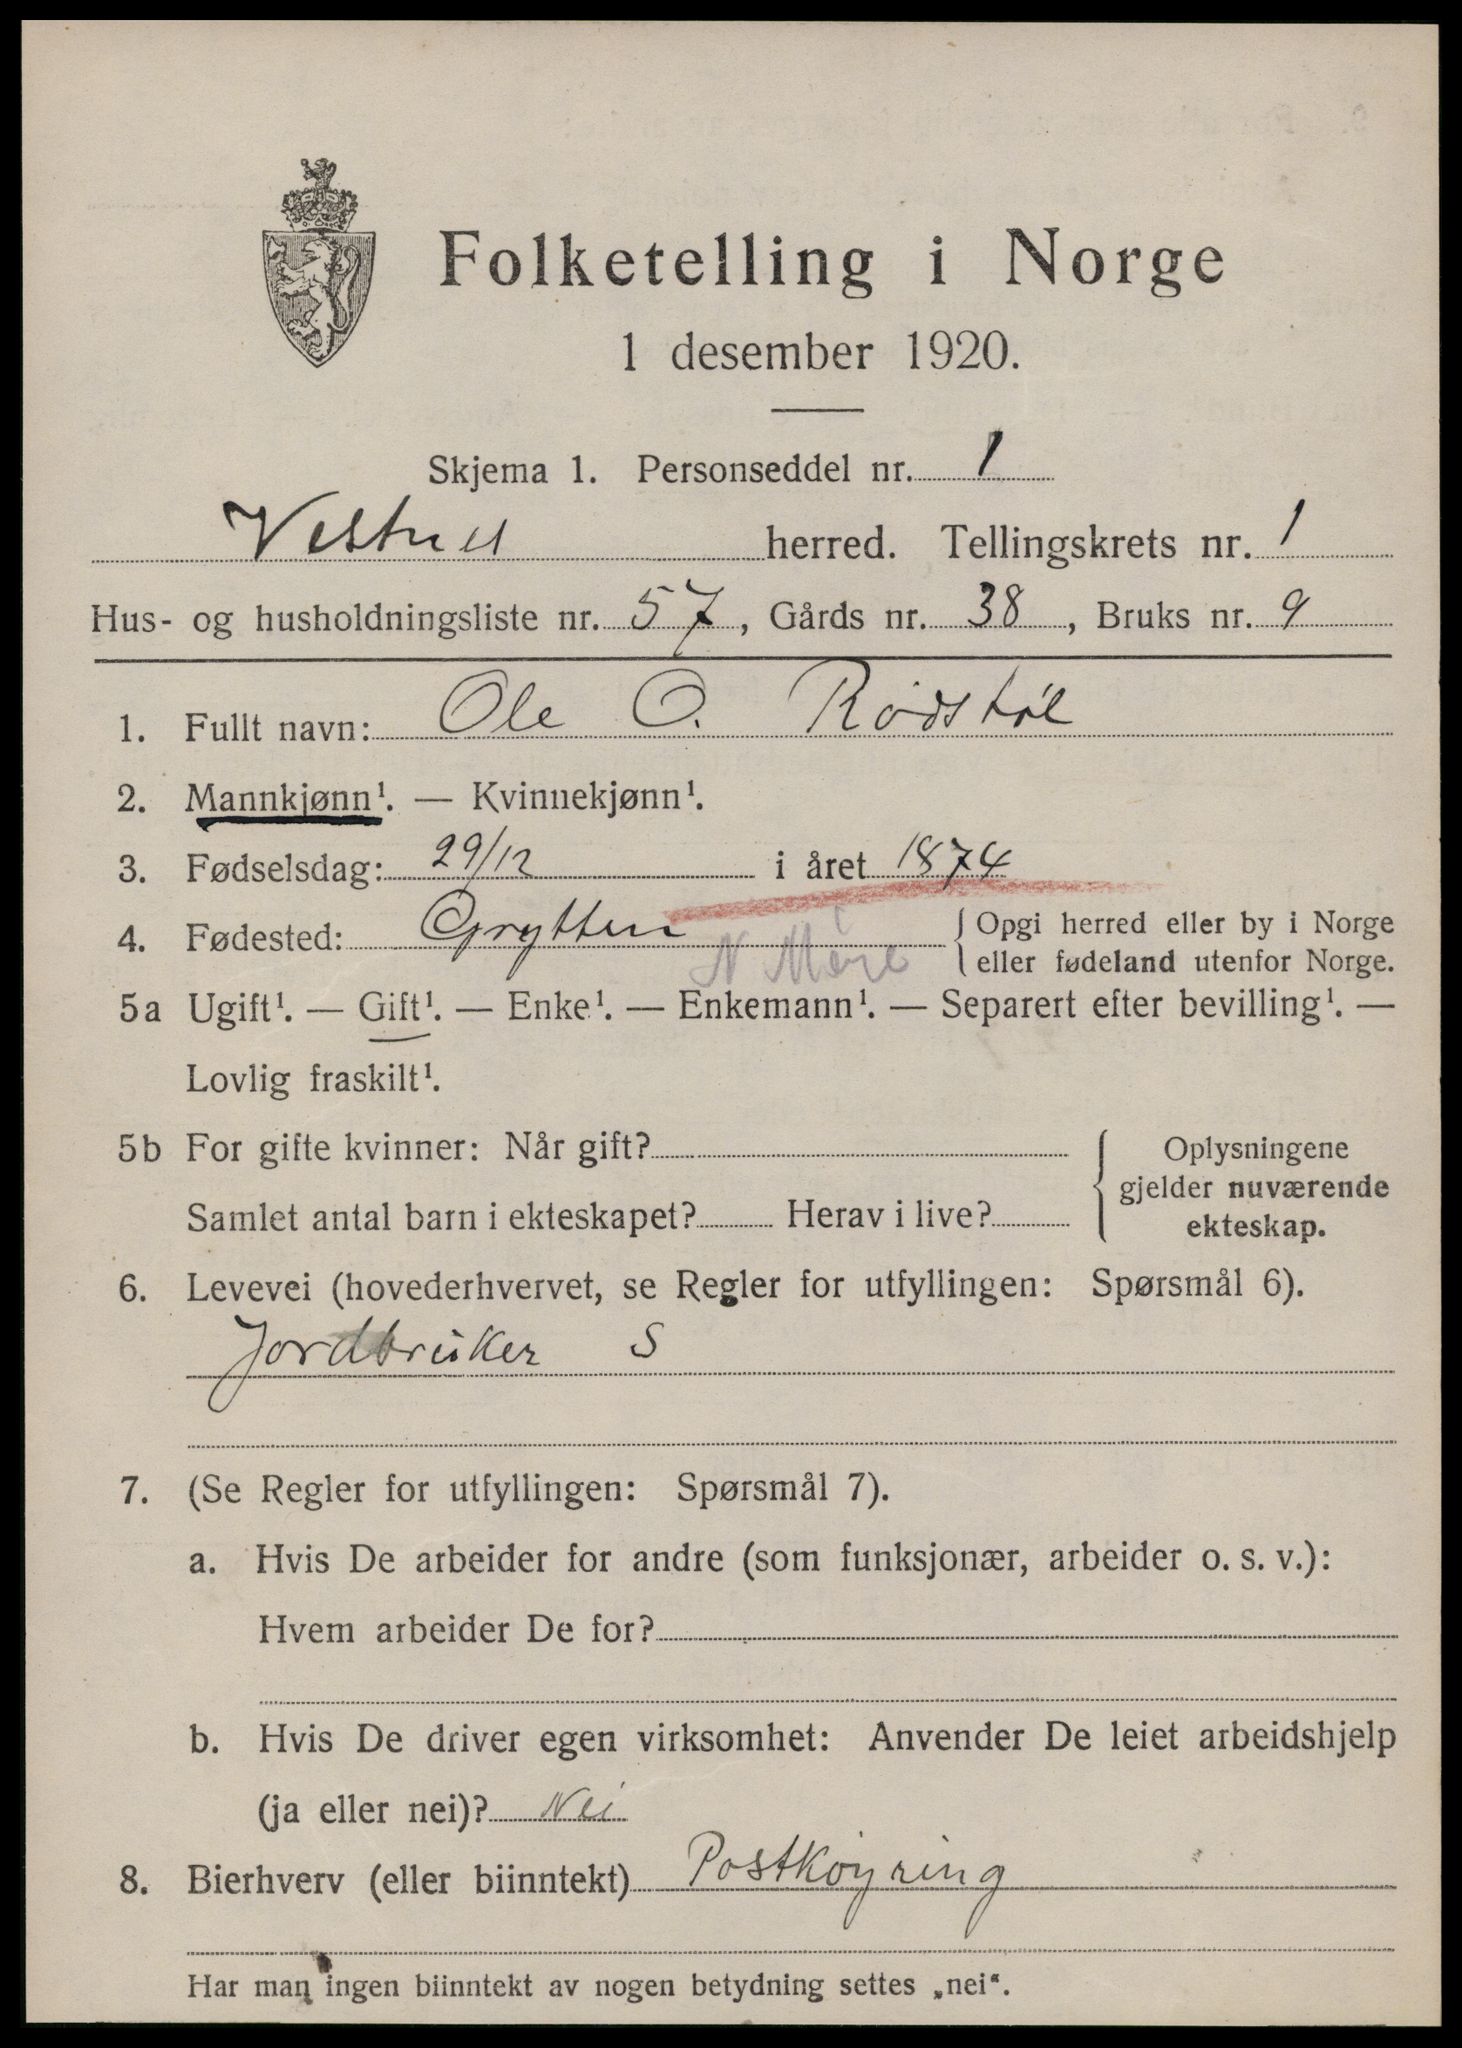 Folketelling i Norge
1 desember 1920.
Skjema 1. Personseddel nr. 1
Vestnes herred. Tellingskrets nr. 1
Hus- og husholdningsliste nr. 57, Gårds nr. 38, Bruks nr. 9
1. Fullt navn: Ole O. Rødstøl
2. Mannkjønn¹. — Kvinnekjønn¹.
3. Fødselsdag: 29/12 i året 1874
4. Fødested: Grytten { Opgi herred eller by i Norge
N Møre eller fødeland utenfor Norge.
5a Ugift¹. — Gift¹. — Enke¹. — Enkemann¹. — Separert efter bevilling¹. —
Lovlig fraskilt¹.
5b For gifte kvinner: Når gift? { Oplysningene
gjelder nuværende
Samlet antal barn i ekteskapet? Herav i live? ekteskap.
6. Levevei (hovederhvervet, se Regler for utfyllingen: Spørsmål 6).
Jordbruker S
7. (Se Regler for utfyllingen: Spørsmål 7).
a. Hvis De arbeider for andre (som funksjonær, arbeider o. s. v.):
Hvem arbeider De for?
b. Hvis De driver egen virksomhet: Anvender De leiet arbeidshjelp
(ja eller nei)? Nei
8. Bierhverv (eller biinntekt) Postkøyring
Har man ingen biinntekt av nogen betydning settes „nei“.